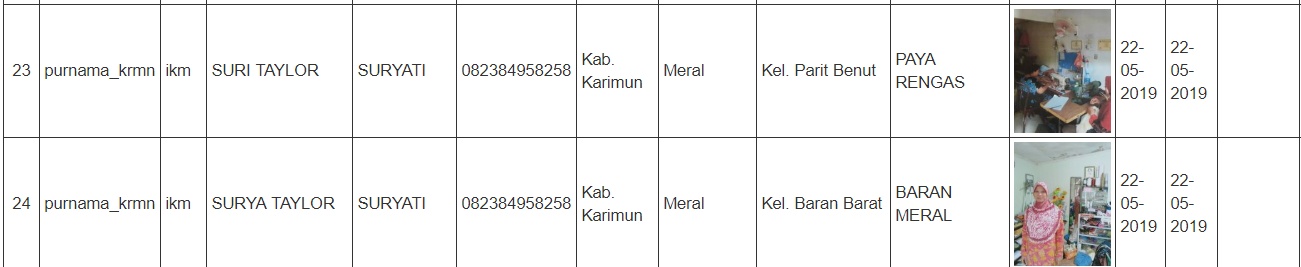 23 purnama_krmn ikm SURI TAYLOR SURYATI 082384958258 Kab. Karimun Meral Kel. Parit Benut PAYA RENGAS 22-05-2019 22-05-2019
24 purnama_krmn ikm SURYA TAYLOR SURYATI 082384958258 Kab. Karimun Meral Kel. Baran Barat BARAN MERAL 22-05-2019 22-05-2019